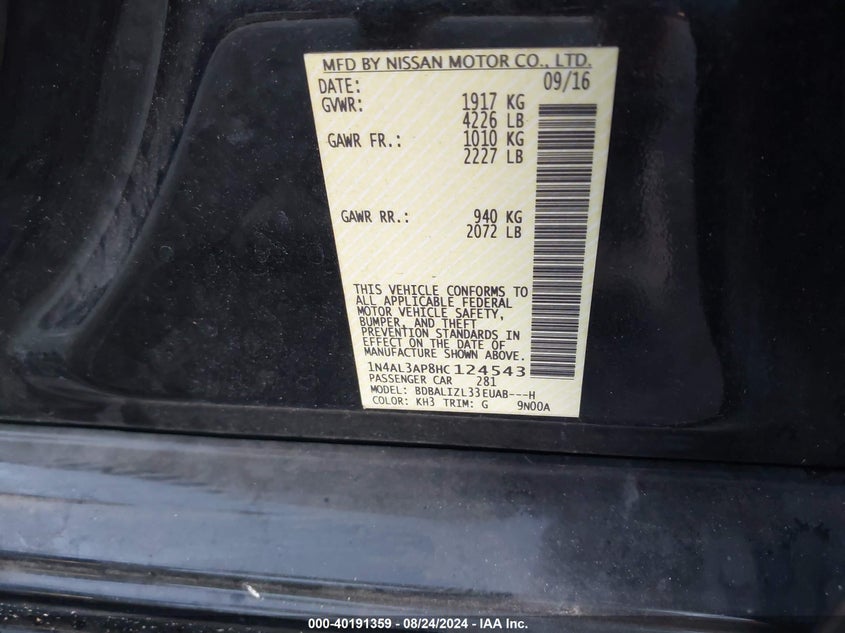 MFD BY NISSAN MOTOR CO., LTD.
DATE: 09/16
GVWR: 1917 KG
4226 LB
GAWR FR.: 1010 KG
2227 LB
GAWR RR.: 940 KG
2072 LB
THIS VEHICLE CONFORMS TO
ALL APPLICABLE FEDERAL
MOTOR VEHICLE SAFETY,
BUMPER, AND THEFT
PREVENTION STANDARDS IN
EFFECT ON THE DATE OF
MANUFACTURE SHOWN ABOVE.
1N4AL3AP8HC124543
PASSENGER CAR 281
MODEL: BDBALIZL33EUAB---H
COLOR: KH3 TRIM: G 9N00A
000-40191359 - 08/24/2024 - IAA Inc.